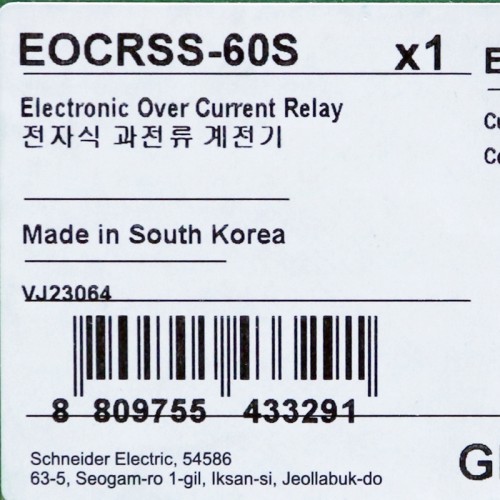 EOCRSS-60S x1
Electronic Over Current Relay
전자식 과전류 계전기
Made in South Korea
VJ23064
8 809755 433291
Schneider Electric, 54586
63-5, Seogam-ro 1-gil, Iksan-si, Jeollabuk-do